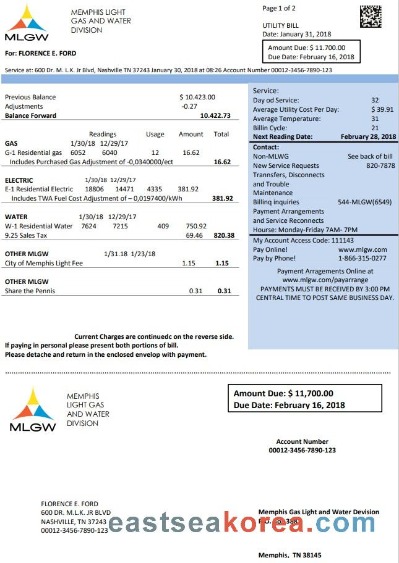 MEMPHIS LIGHT
GAS AND WATER
DIVISION
MLGW
For: FLORENCE E. FORD
Page 1 of 2
UTILITY BILL
Date: January 31, 2018
Amount Due: $ 11.700.00
Due Date: February 16, 2018
Service at: 600 Dr. M. L.K. Jr Blvd, Nashville TN 37243 January 30, 2018 at 08:26 Account Number 00012-3456-7890-123
Previous Balance $ 10.423.00
Adjustments -0.27
Balance Forward 10.422.73
Readings Usage Amount Total
GAS 1/30/18 12/29/17
G-1 Residential gas 6052 6040 12 16.62
Includes Purchased Gas Adjustment of -0,0340000/ect 16.62
ELECTRIC 1/30/18 12/29/17
E-1 Residential Electric 18806 14471 4335 381.92
Includes TWA Fuel Cost Adjustment of – 0,0197400/kWh 381.92
WATER 1/30/18 12/29/17
W-1 Residential Water 7624 7215 409 750.92
9.25 Sales Tax 69.46 820.38
OTHER MLGW 1/31.18 1/23/18
City of Memphis Light Fee 1.15 1.15
OTHER MLGW
Share the Pennis 0.31 0.31
Service:
Day od Service: 32
Average Utility Cost Per Day: $ 39.91
Average Temperature: 31
Billin Cycle: 21
Next Reading Date: February 28, 2018
Contact:
Non-MLWG See back of bill
New Service Requests 820-7878
Trannsfers, Disconnects
and Trouble
Maintenance
Billing inquiries 544-MLGW(6549)
Payment Arrangements
and Service Reconnects
Hourse: Monday-Friday 7AM- 7PM
My Account Access Code: 111143
Pay Online! www.mlgw.com
Pay by Phone! 1-866-315-0277
Payment Arragements Online at
www.mlgw.com/payarrange
PAYMENTS MUST BE RECEIVED BY 3:00 PM
CENTRAL TIME TO POST SAME BUSINESS DAY.
Current Charges are continuedc on the reverse side.
If paying in personal please present both portions of bill.
Please detache and return in the enclosed envelop with payment.
MEMPHIS
LIGHT GAS
AND WATER
DIVISION
MLGW
Amount Due: $ 11,700.00
Due Date: February 16, 2018
Account Number
00012-3456-7890-123
FLORENCE E. FORD
600 DR. M.L.K. JR BLVD
NASHVILLE, TN 37243
00012-3456-7890-123
Memphis Gas Light and Water Devision
eastseakorea.com
Memphis, TN 38145